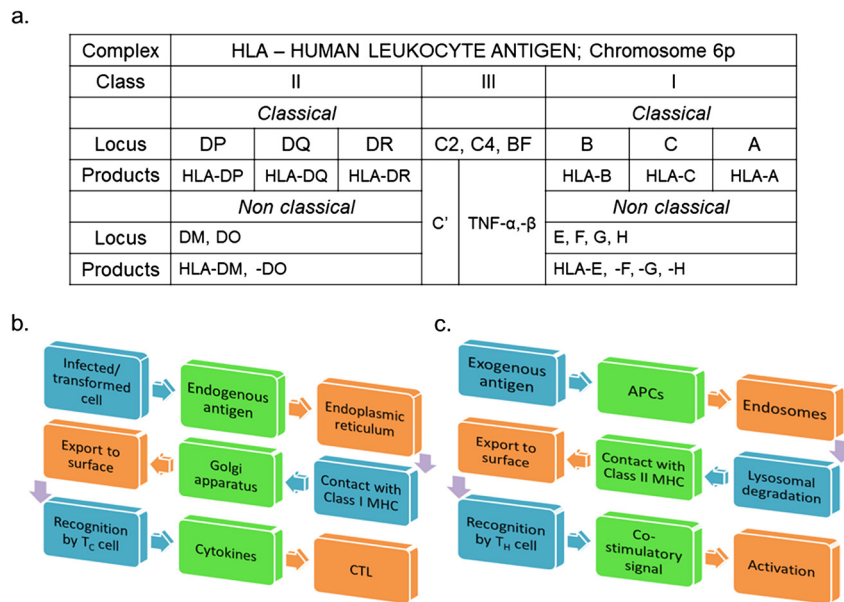 a.
Complex HLA – HUMAN LEUKOCYTE ANTIGEN; Chromosome 6p
Class II III I
Classical Classical
Locus DP DQ DR C2, C4, BF B C A
Products HLA-DP HLA-DQ HLA-DR C' TNF-α,-β HLA-B HLA-C HLA-A
Non classical Non classical
Locus DM, DO E, F, G, H
Products HLA-DM, -DO HLA-E, -F, -G, -H
b.
Infected/
transformed
cell
Endogenous
antigen
Endoplasmic
reticulum
Contact with
Class I MHC
Golgi
apparatus
Export to
surface
Recognition
by TC cell
Cytokines
CTL
c.
Exogenous
antigen
APCs
Endosomes
Lysosomal
degradation
Contact with
Class II MHC
Export to
surface
Recognition
by TH cell
Co-
stimulatory
signal
Activation